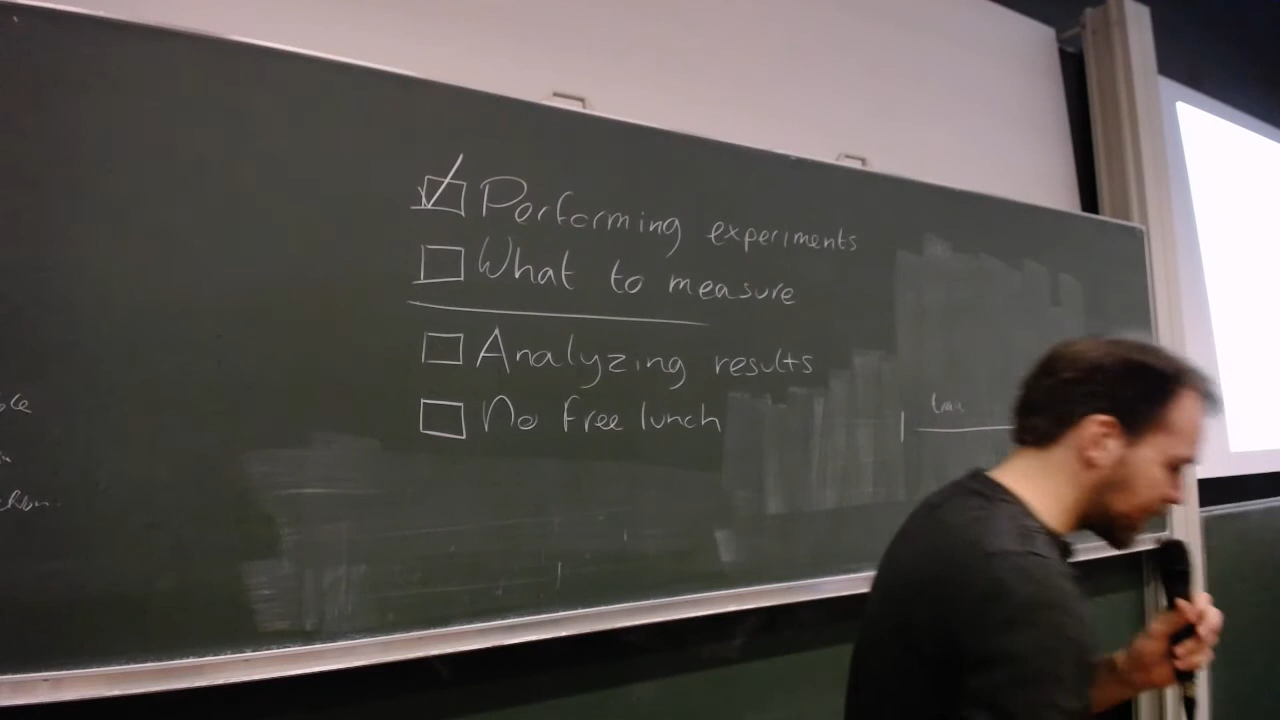 Performing experiments
What to measure
Analyzing results
No free lunch